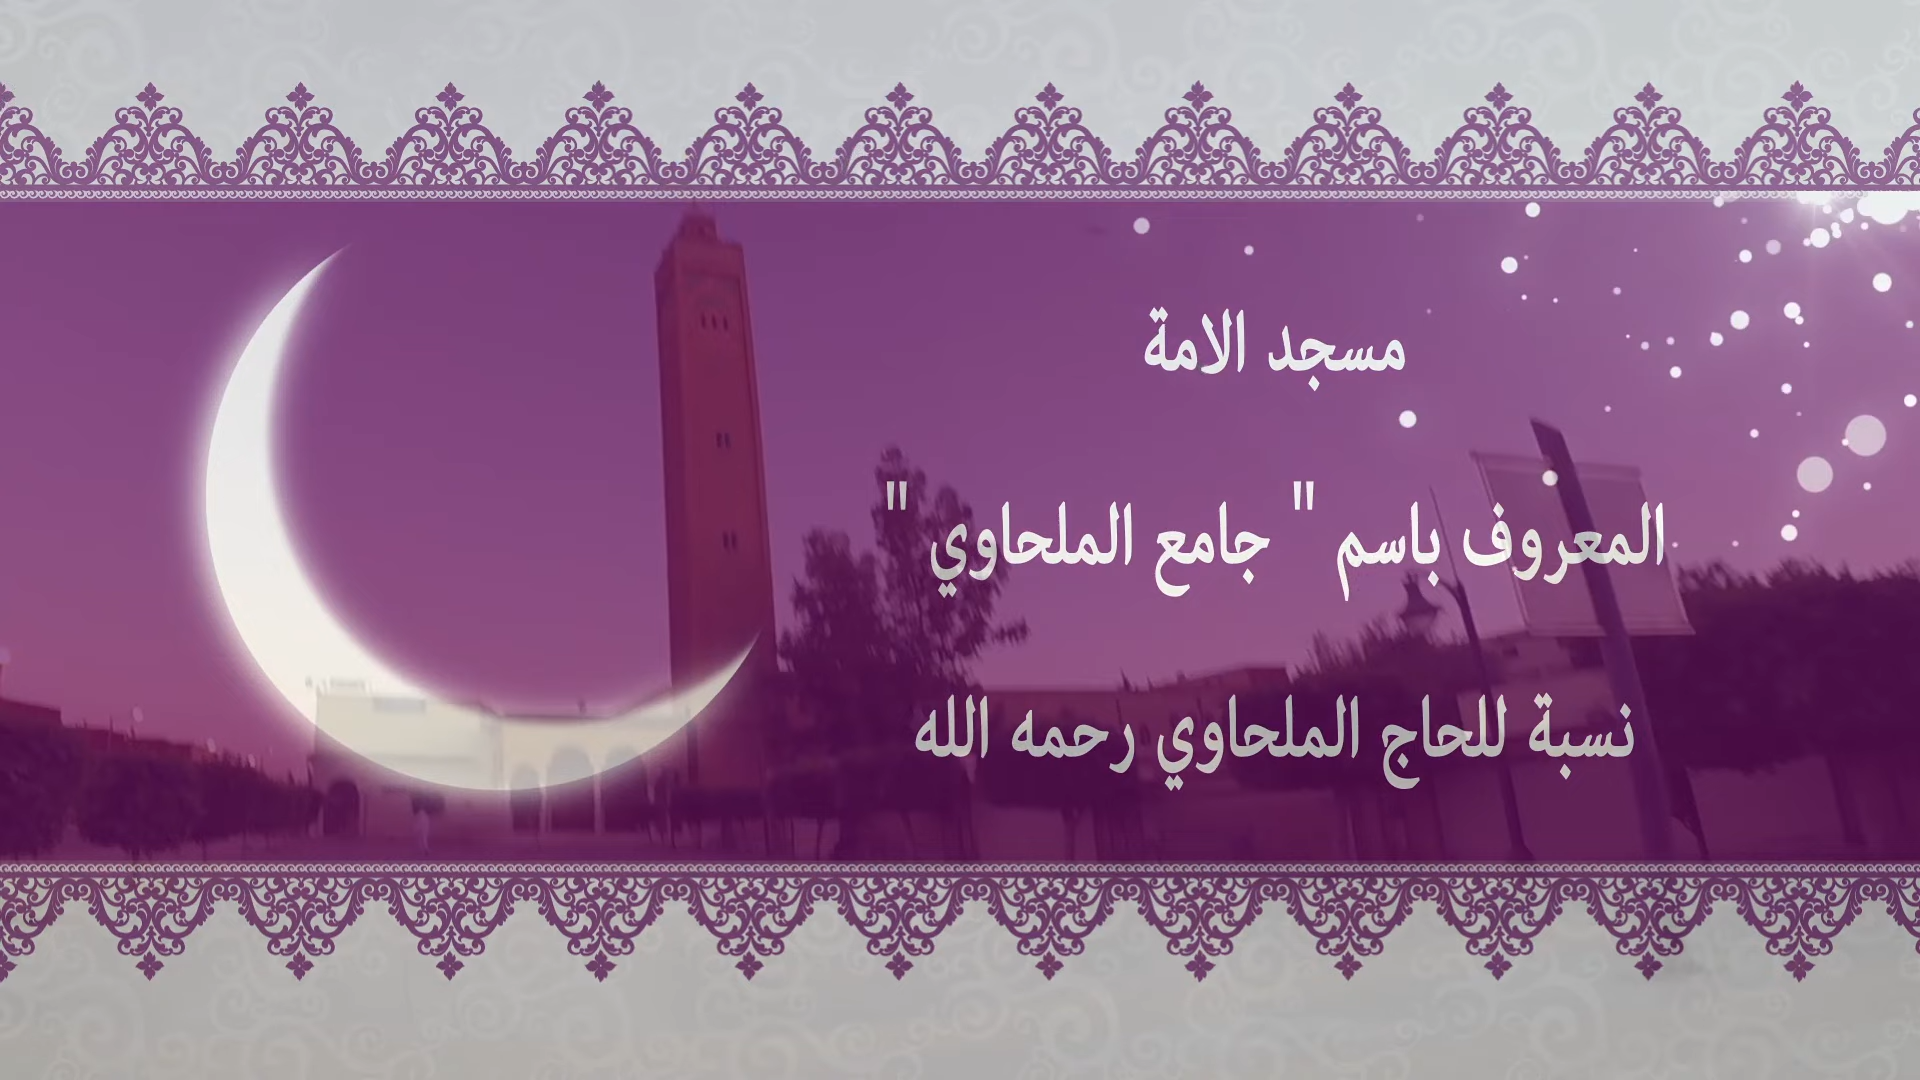 مسجد الامة
المعروف باسم " جامع الملحاوي "
نسبة للحاج الملحاوي رحمه الله